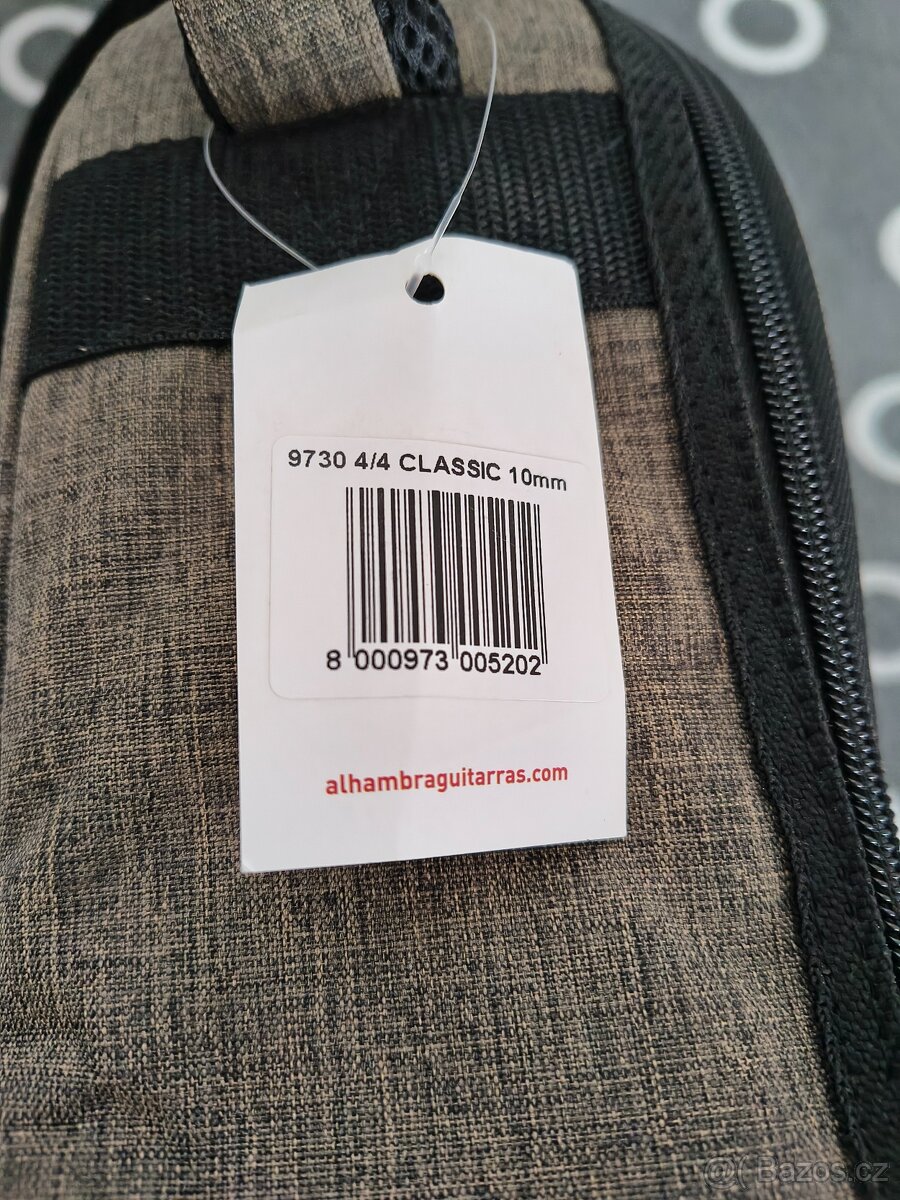 9730 4/4 CLASSIC 10mm
8 000973 005202
alhambraguitarras.com
@( Bazos.cz